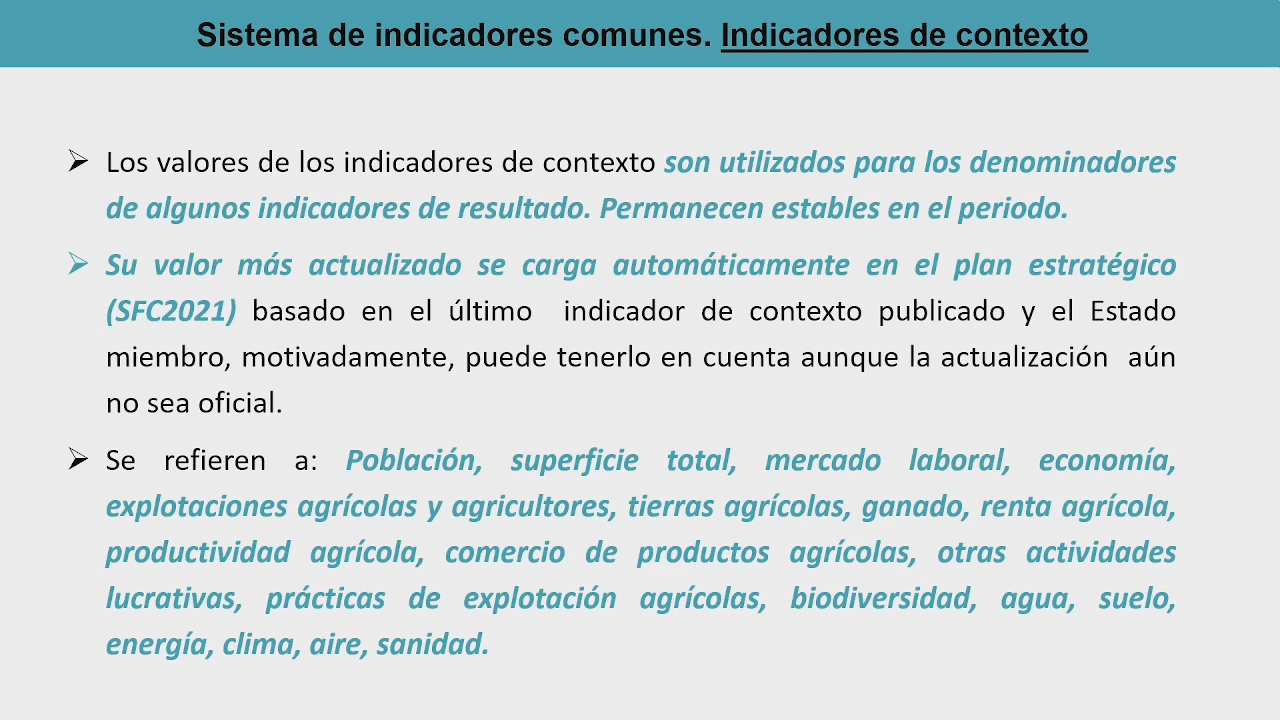 Sistema de indicadores comunes. Indicadores de contexto
Los valores de los indicadores de contexto son utilizados para los denominadores
de algunos indicadores de resultado. Permanecen estables en el periodo.
Su valor más actualizado se carga automáticamente en el plan estratégico
(SFC2021) basado en el último indicador de contexto publicado y el Estado
miembro, motivadamente, puede tenerlo en cuenta aunque la actualización aún
no sea oficial.
Se refieren a: Población, superficie total, mercado laboral, economía,
explotaciones agrícolas y agricultores, tierras agrícolas, ganado, renta agrícola,
productividad agrícola, comercio de productos agrícolas, otras actividades
lucrativas, prácticas de explotación agrícolas, biodiversidad, agua, suelo,
energía, clima, aire, sanidad.